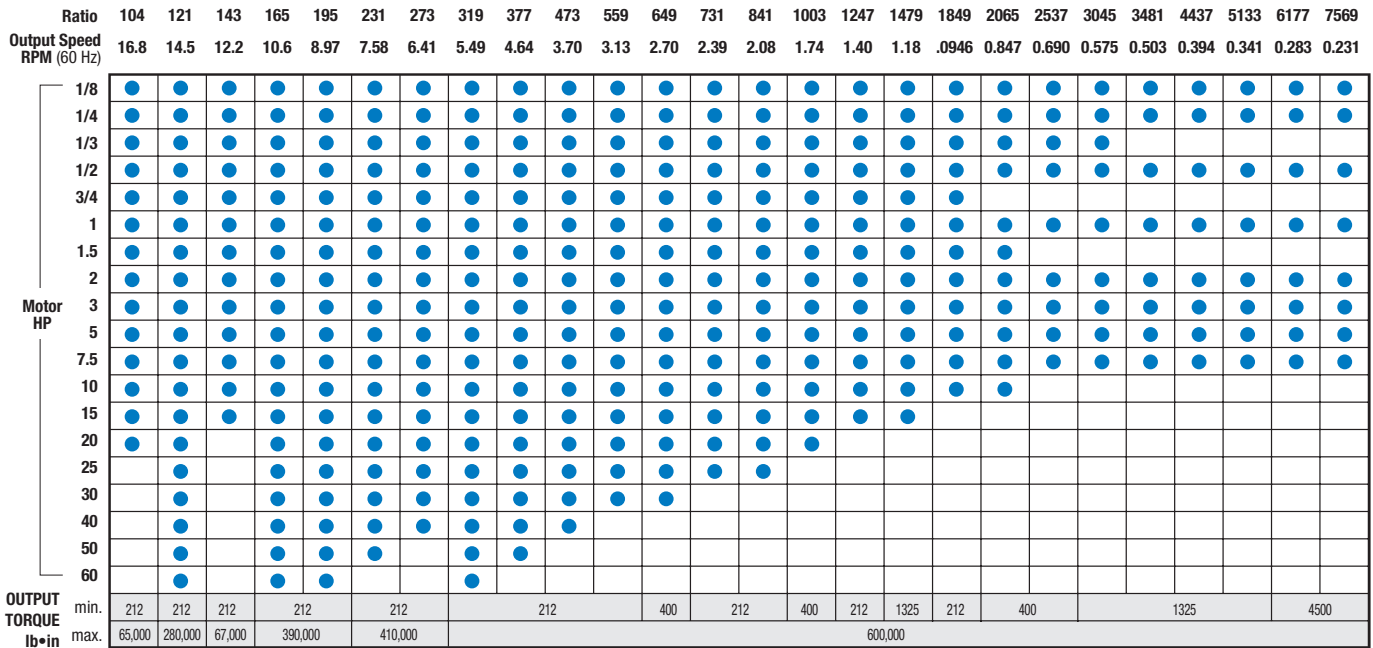 Ratio 104 121 143 165 195 231 273 319 377 473 559 649 731 841 1003 1247 1479 1849 2065 2537 3045 3481 4437 5133 6177 7569
Output Speed
RPM (60 Hz) 16.8 14.5 12.2 10.6 8.97 7.58 6.41 5.49 4.64 3.70 3.13 2.70 2.39 2.08 1.74 1.40 1.18 .0946 0.847 0.690 0.575 0.503 0.394 0.341 0.283 0.231
1/8
1/4
1/3
1/2
3/4
1
1.5
2
Motor
HP
3
5
7.5
10
15
20
25
30
40
50
60
OUTPUT
TORQUE
lb•in
min. 212 212 212 212 212 212 400 212 400 212 1325 212 400 1325 4500
max. 65,000 280,000 67,000 390,000 410,000 600,000